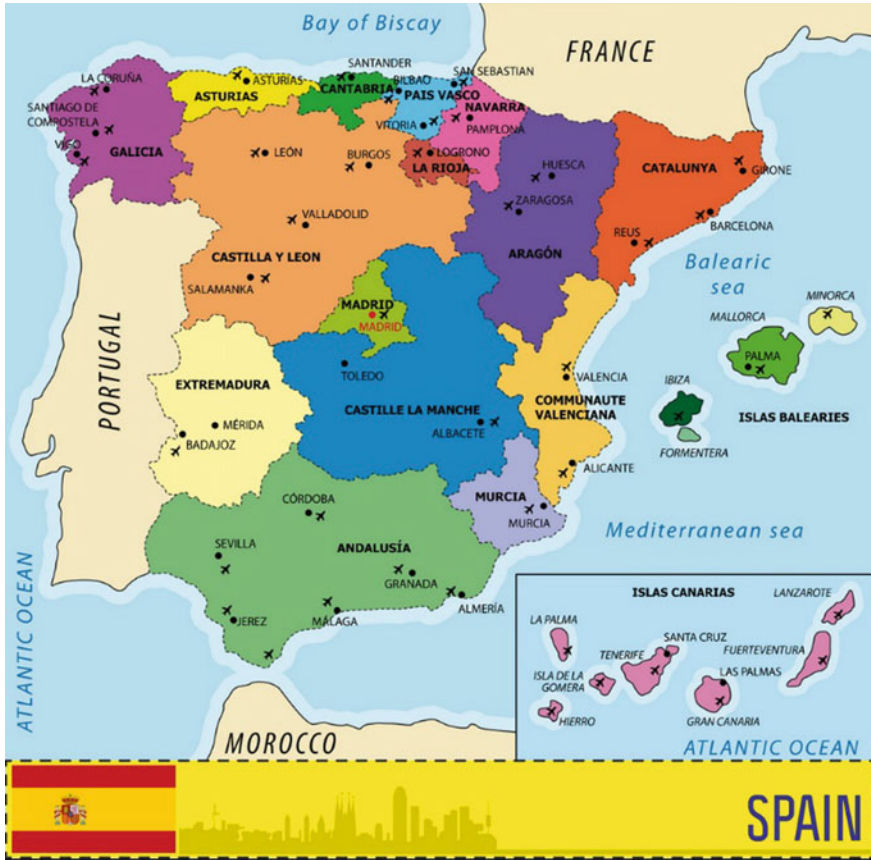 Bay of Biscay
FRANCE
LA CORUÑA
ASTURIAS
ASTURIAS
SANTANDER
CANTABRIA
BILBAO
SAN SEBASTIAN
PAIS VASCO
NAVARRA
SANTIAGO DE
COMPOSTELA
VITORIA
PAMPLONA
VIGO
GALICIA
LEÓN
BURGOS
LOGRONO
LA RIOJA
HUESCA
CATALUNYA
GIRONE
ZARAGOSA
VALLADOLID
REUS
BARCELONA
CASTILLA Y LEON
ARAGÓN
SALAMANKA
Balearic
sea
MINORCA
MADRID
MADRID
MALLORCA
PORTUGAL
TOLEDO
PALMA
EXTREMADURA
VALENCIA
IBIZA
CASTILLE LA MANCHE
COMMUNAUTE
VALENCIANA
ISLAS BALEARIES
MÉRIDA
ALBACETE
BADAJOZ
FORMENTERA
ALICANTE
CÓRDOBA
MURCIA
MURCIA
Mediterranean sea
SEVILLA
ANDALUSÍA
GRANADA
ALMERÍA
JEREZ
MÁLAGA
ATLANTIC OCEAN
ISLAS CANARIAS
LANZAROTE
LA PALMA
SANTA CRUZ
TENERIFE
FUERTEVENTURA
ISLA DE LA
GOMERA
LAS PALMAS
HIERRO
GRAN CANARIA
MOROCCO
ATLANTIC OCEAN
SPAIN